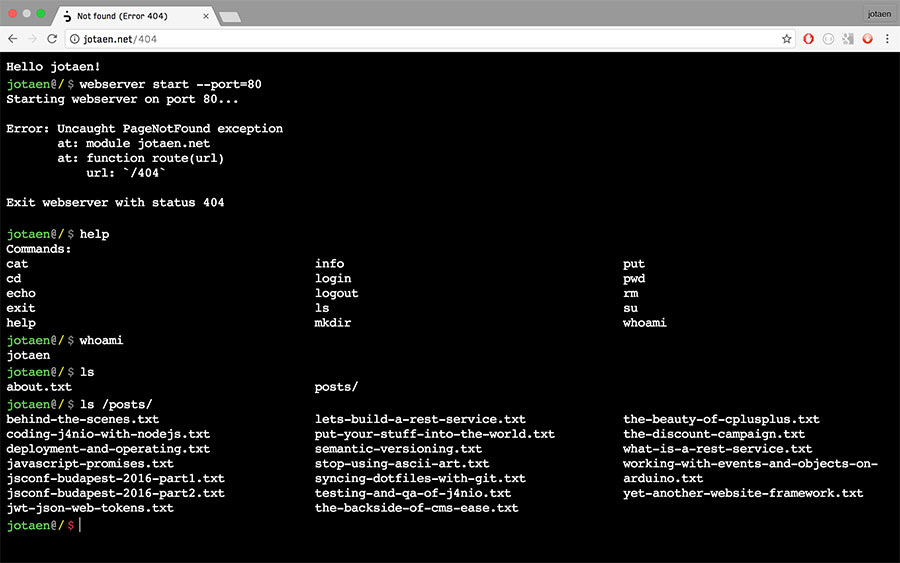 Not found (Error 404)
jotaen
jotaen.net/404
Hello jotaen!
jotaen@/$ webserver start --port=80
Starting webserver on port 80...
Error: Uncaught PageNotFound exception
at: module jotaen.net
at: function route(url)
url: `/404`
Exit webserver with status 404
jotaen@/$ help
Commands:
cat info put
cd login pwd
echo logout rm
exit ls su
help mkdir whoami
jotaen@/$ whoami
jotaen
jotaen@/$ ls
about.txt posts/
jotaen@/$ ls /posts/
behind-the-scenes.txt lets-build-a-rest-service.txt the-beauty-of-cplusplus.txt
coding-j4nio-with-nodejs.txt put-your-stuff-into-the-world.txt the-discount-campaign.txt
deployment-and-operating.txt semantic-versioning.txt what-is-a-rest-service.txt
javascript-promises.txt stop-using-ascii-art.txt working-with-events-and-objects-on-
jsconf-budapest-2016-part1.txt syncing-dotfiles-with-git.txt arduino.txt
jsconf-budapest-2016-part2.txt testing-and-qa-of-j4nio.txt yet-another-website-framework.txt
jwt-json-web-tokens.txt the-backside-of-cms-ease.txt
jotaen@/$